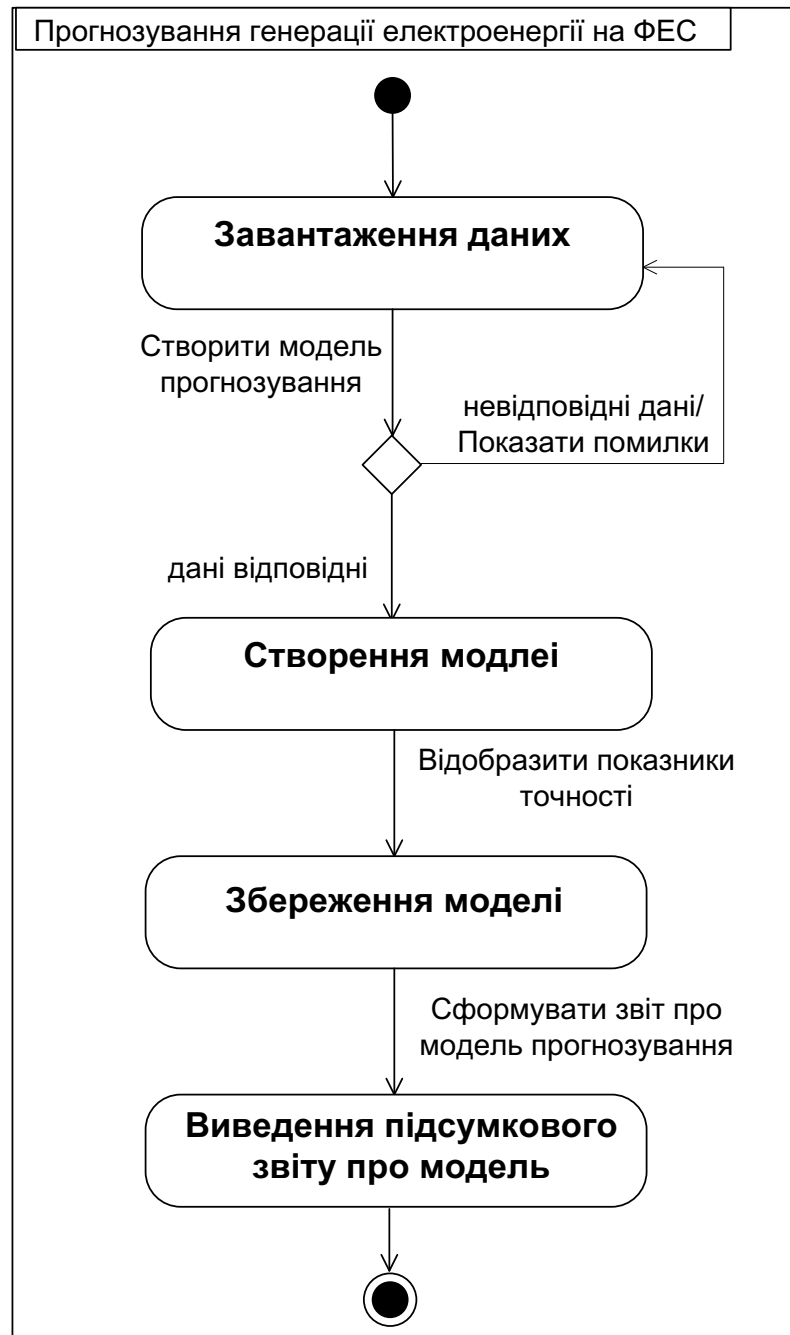 Прогнозування генерації електроенергії на ФЕС
Завантаження даних
Створити модель
прогнозування
невідповідні дані/
Показати помилки
дані відповідні
Створення модлеі
Відобразити показники
точності
Збереження моделі
Сформувати звіт про
модель прогнозування
Виведення підсумкового
звіту про модель